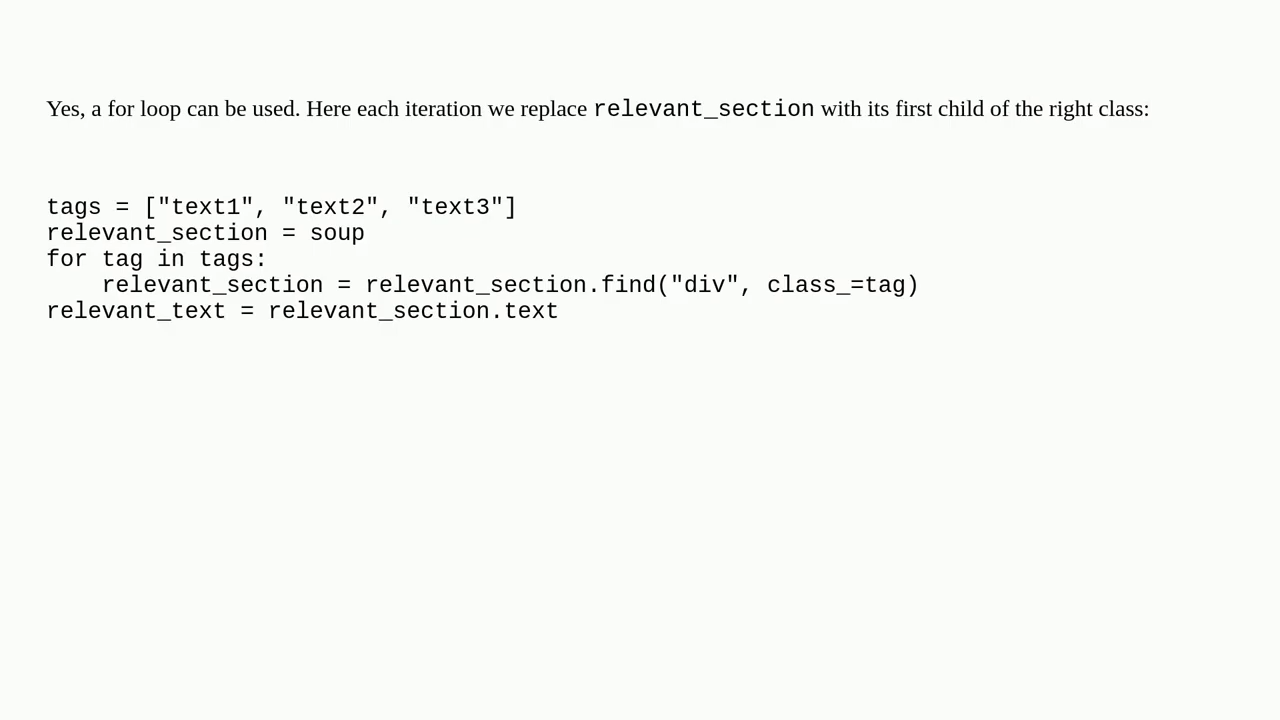 Yes, a for loop can be used. Here each iteration we replace relevant_section with its first child of the right class:
tags = ["text1", "text2", "text3"]
relevant_section = soup
for tag in tags:
    relevant_section = relevant_section.find("div", class_=tag)
relevant_text = relevant_section.text